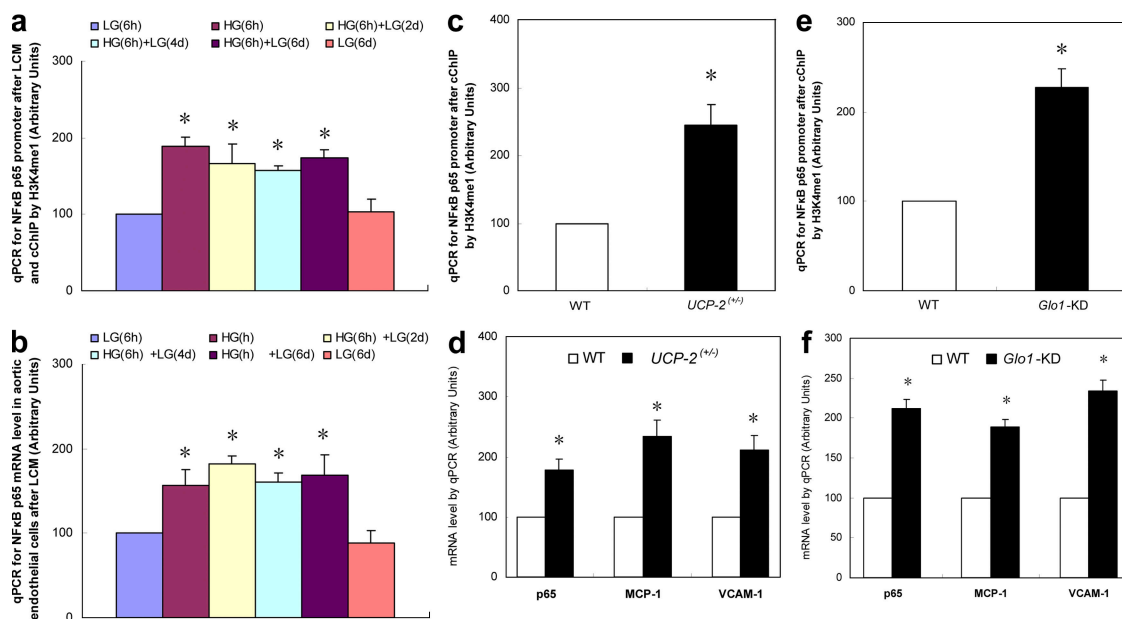 a
LG(6h) HG(6h) HG(6h)+LG(2d)
HG(6h)+LG(4d) HG(6h)+LG(6d) LG(6d)
qPCR for NFκB p65 promoter after LCM
and cChIP by H3K4me1 (Arbitrary Units)
300
200
100
0
* * * *
b
LG(6h) HG(h) HG(6h) +LG(2d)
HG(6h) +LG(4d) HG(h) +LG(6d) LG(6d)
qPCR for NFκB p65 mRNA level in aortic
endothelial cells after LCM (Arbitrary Units)
300
200
100
0
* * * *
c
qPCR for NFκB p65 promoter after cChIP
by H3K4me1 (Arbitrary Units)
400
300
200
100
0
*
WT UCP-2 (+/-)
d
WT UCP-2 (+/-)
mRNA level by qPCR (Arbitrary Units)
400
300
200
100
0
* * *
p65 MCP-1 VCAM-1
e
qPCR for NFκB p65 promoter after cChIP
by H3K4me1 (Arbitrary Units)
300
200
100
0
*
WT Glo1-KD
f
WT Glo1-KD
mRNA level by qPCR (Arbitrary Units)
300
250
200
150
100
50
0
* * *
p65 MCP-1 VCAM-1